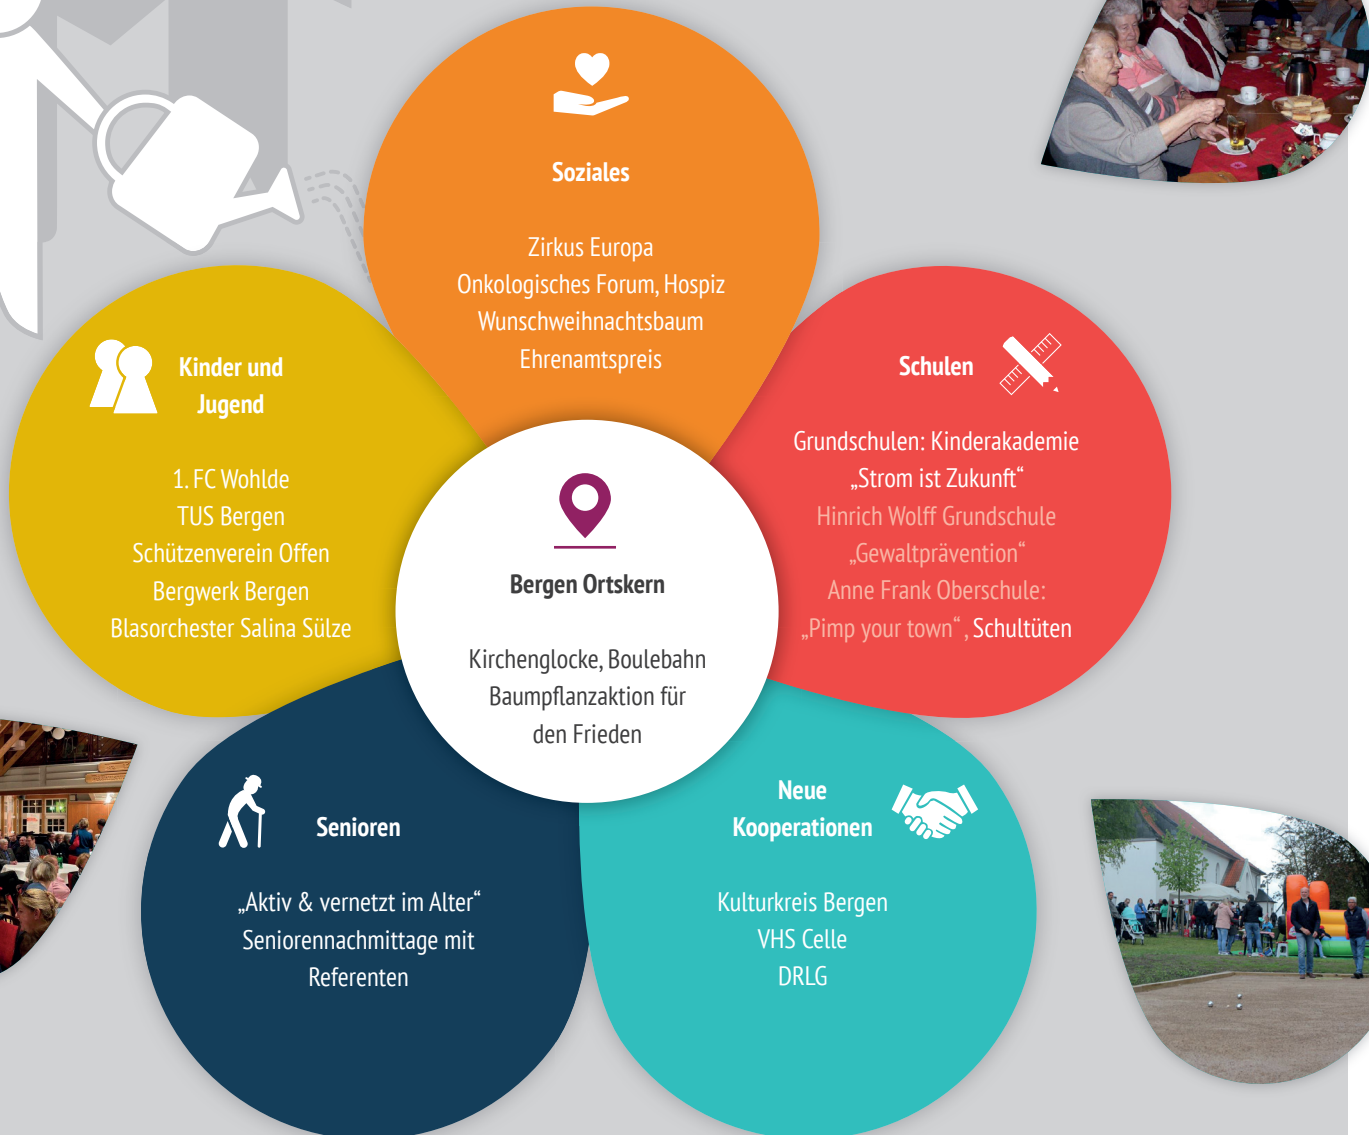 Soziales
Zirkus Europa
Onkologisches Forum, Hospiz
Wunschweihnachtsbaum
Ehrenamtspreis
Kinder und
Jugend
1. FC Wohlde
TUS Bergen
Schützenverein Offen
Bergwerk Bergen
Blasorchester Salina Sülze
Schulen
Grundschulen: Kinderakademie
„Strom ist Zukunft“
Hinrich Wolff Grundschule
„Gewaltprävention“
Anne Frank Oberschule:
„Pimp your town“ , Schultüten
Bergen Ortskern
Kirchenglocke, Boulebahn
Baumpflanzaktion für
den Frieden
Senioren
„Aktiv & vernetzt im Alter“
Seniorennachmittage mit
Referenten
Neue
Kooperationen
Kulturkreis Bergen
VHS Celle
DRLG